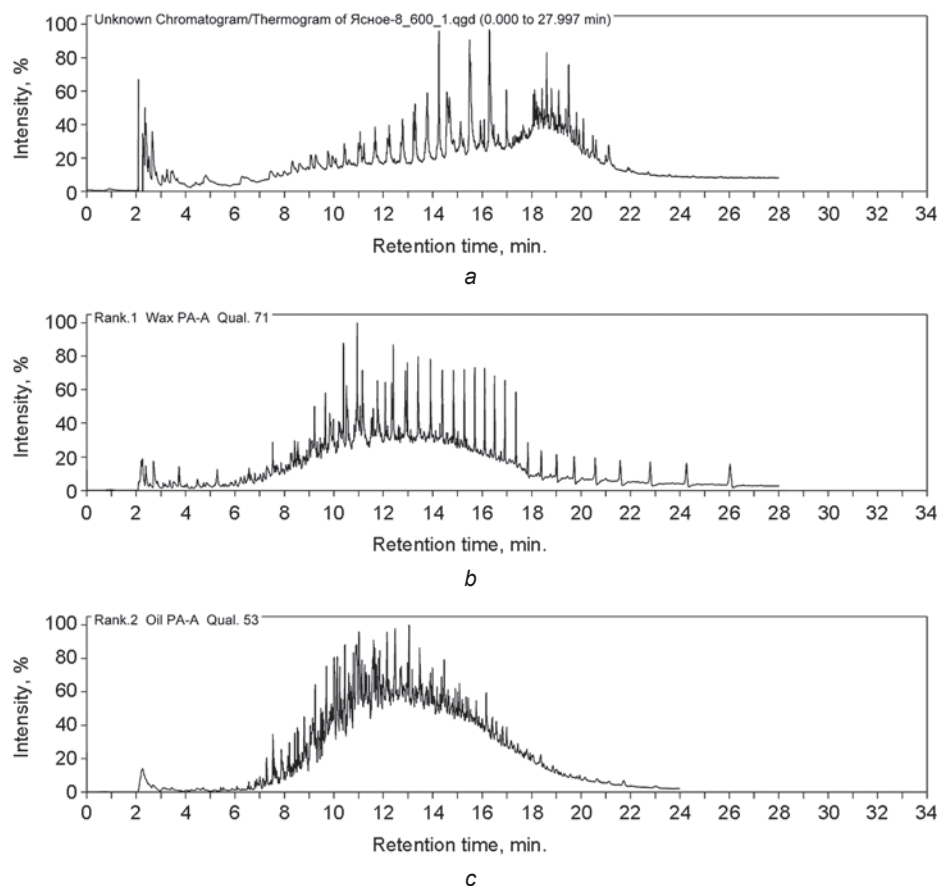 Unknown Chromatogram/Thermogram of Ясное-8_600_1.qgd (0.000 to 27.997 min)
Intensity, %
100
80
60
40
20
0
0 2 4 6 8 10 12 14 16 18 20 22 24 26 28 30 32 34
Retention time, min.
a
Rank.1 Wax PA-A Qual. 71
Intensity, %
100
80
60
40
20
0
0 2 4 6 8 10 12 14 16 18 20 22 24 26 28 30 32 34
Retention time, min.
b
Rank.2 Oil PA-A Qual. 53
Intensity, %
100
80
60
40
20
0
0 2 4 6 8 10 12 14 16 18 20 22 24 26 28 30 32 34
Retention time, min.
c